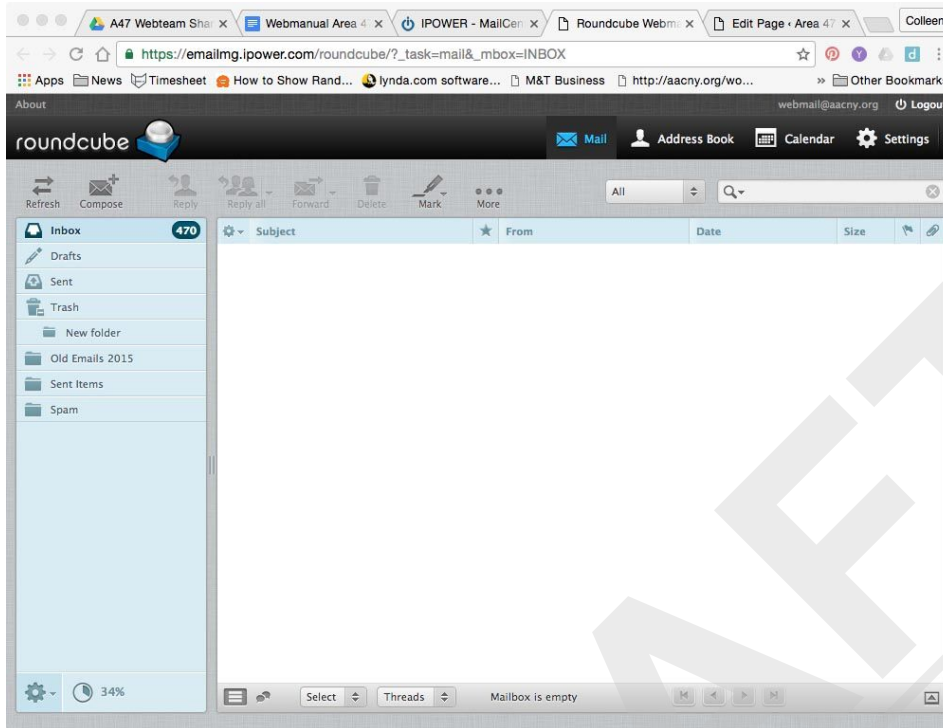 A47 Webteam Shar
Webmanual Area 47
IPOWER - MailCen
Roundcube Webma
Edit Page ‹ Area 47
Colleen
https://emailmg.ipower.com/roundcube/?_task=mail&_mbox=INBOX
Apps News Timesheet How to Show Rand... lynda.com software... M&T Business http://aacny.org/wo... » Other Bookmark
About webmail@aacny.org Logou
roundcube Mail Address Book Calendar Settings
Refresh Compose Reply Reply all Forward Delete Mark More All
Inbox 470 Subject From Date Size
Drafts
Sent
Trash
New folder
Old Emails 2015
Sent Items
Spam
34% Select Threads Mailbox is empty